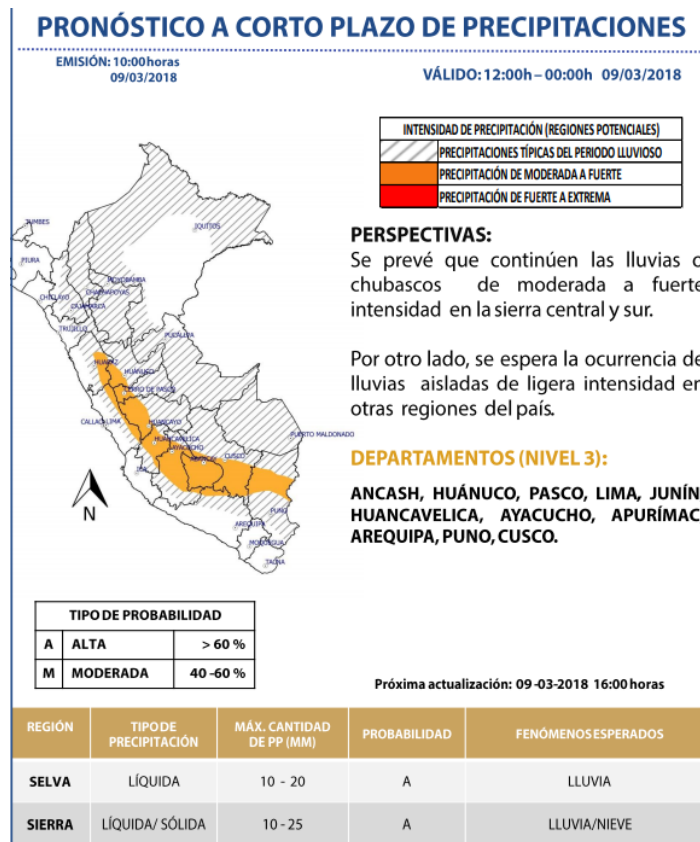 PRONÓSTICO A CORTO PLAZO DE PRECIPITACIONES
EMISIÓN: 10:00horas
09/03/2018
VÁLIDO: 12:00h – 00:00h 09/03/2018
INTENSIDAD DE PRECIPITACIÓN (REGIONES POTENCIALES)
PRECIPITACIONES TÍPICAS DEL PERIODO LLUVIOSO
PRECIPITACIÓN DE MODERADA A FUERTE
PRECIPITACIÓN DE FUERTE A EXTREMA
TUMBES
IQUITOS
PIURA
MOYOBAMBA
CHACHAPOYAS
CHICLAYO
CAJAMARCA
TRUJILLO
PUCALLPA
HUARAZ
HUÁNUCO
CERRO DE PASCO
CALLAO
LIMA
HUANCAYO
HUANCAVELICA
AYACUCHO
ABANCAY
CUSCO
PUERTO MALDONADO
ICA
PUNO
AREQUIPA
MOQUEGUA
TACNA
N
PERSPECTIVAS:
Se prevé que continúen las lluvias o
chubascos de moderada a fuerte
intensidad en la sierra central y sur.
Por otro lado, se espera la ocurrencia de
lluvias aisladas de ligera intensidad en
otras regiones del país.
DEPARTAMENTOS (NIVEL 3):
ANCASH, HUÁNUCO, PASCO, LIMA, JUNÍN
HUANCAVELICA, AYACUCHO, APURÍMAC
AREQUIPA, PUNO, CUSCO.
TIPO DE PROBABILIDAD
A ALTA > 60 %
M MODERADA 40 -60 %
Próxima actualización: 09 -03-2018 16:00 horas
REGIÓN TIPO DE PRECIPITACIÓN MÁX. CANTIDAD DE PP (MM) PROBABILIDAD FENÓMENOS ESPERADOS
SELVA LÍQUIDA 10 - 20 A LLUVIA
SIERRA LÍQUIDA/ SÓLIDA 10 - 25 A LLUVIA/NIEVE